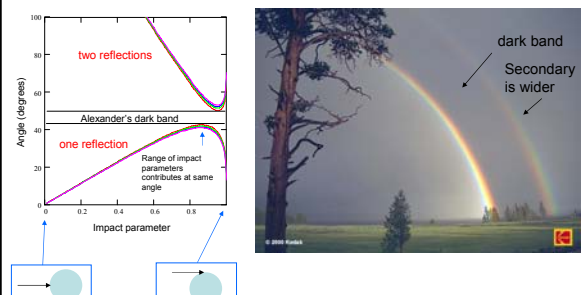 100
80
60
40
20
0
Angle (degrees)
two reflections
Alexander's dark band
one reflection
Range of impact
parameters
contributes at same
angle
0
0.2
0.4
0.6
0.8
Impact parameter
dark band
Secondary
is wider
© 2000 Kodak